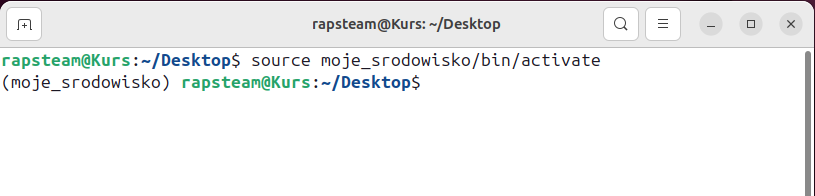 rapsteam@Kurs: ~/Desktop
rapsteam@Kurs:~/Desktop$ source moje_srodowisko/bin/activate
(moje_srodowisko) rapsteam@Kurs:~/Desktop$